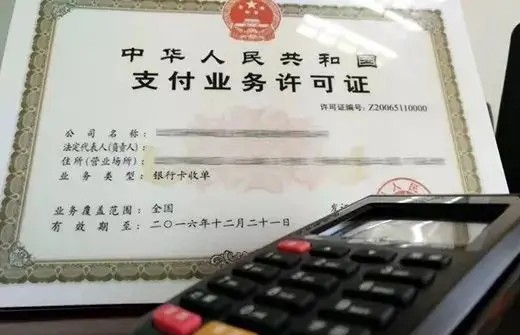 中华人民共和国
支付业务许可证
许可证编号: Z20065110000
公司名称:
法定代表人(负责人):
住所(营业场所):
业务类型: 银行卡收单
业务覆盖范围: 全国
有效期至: 二〇一六年十二月二十一日